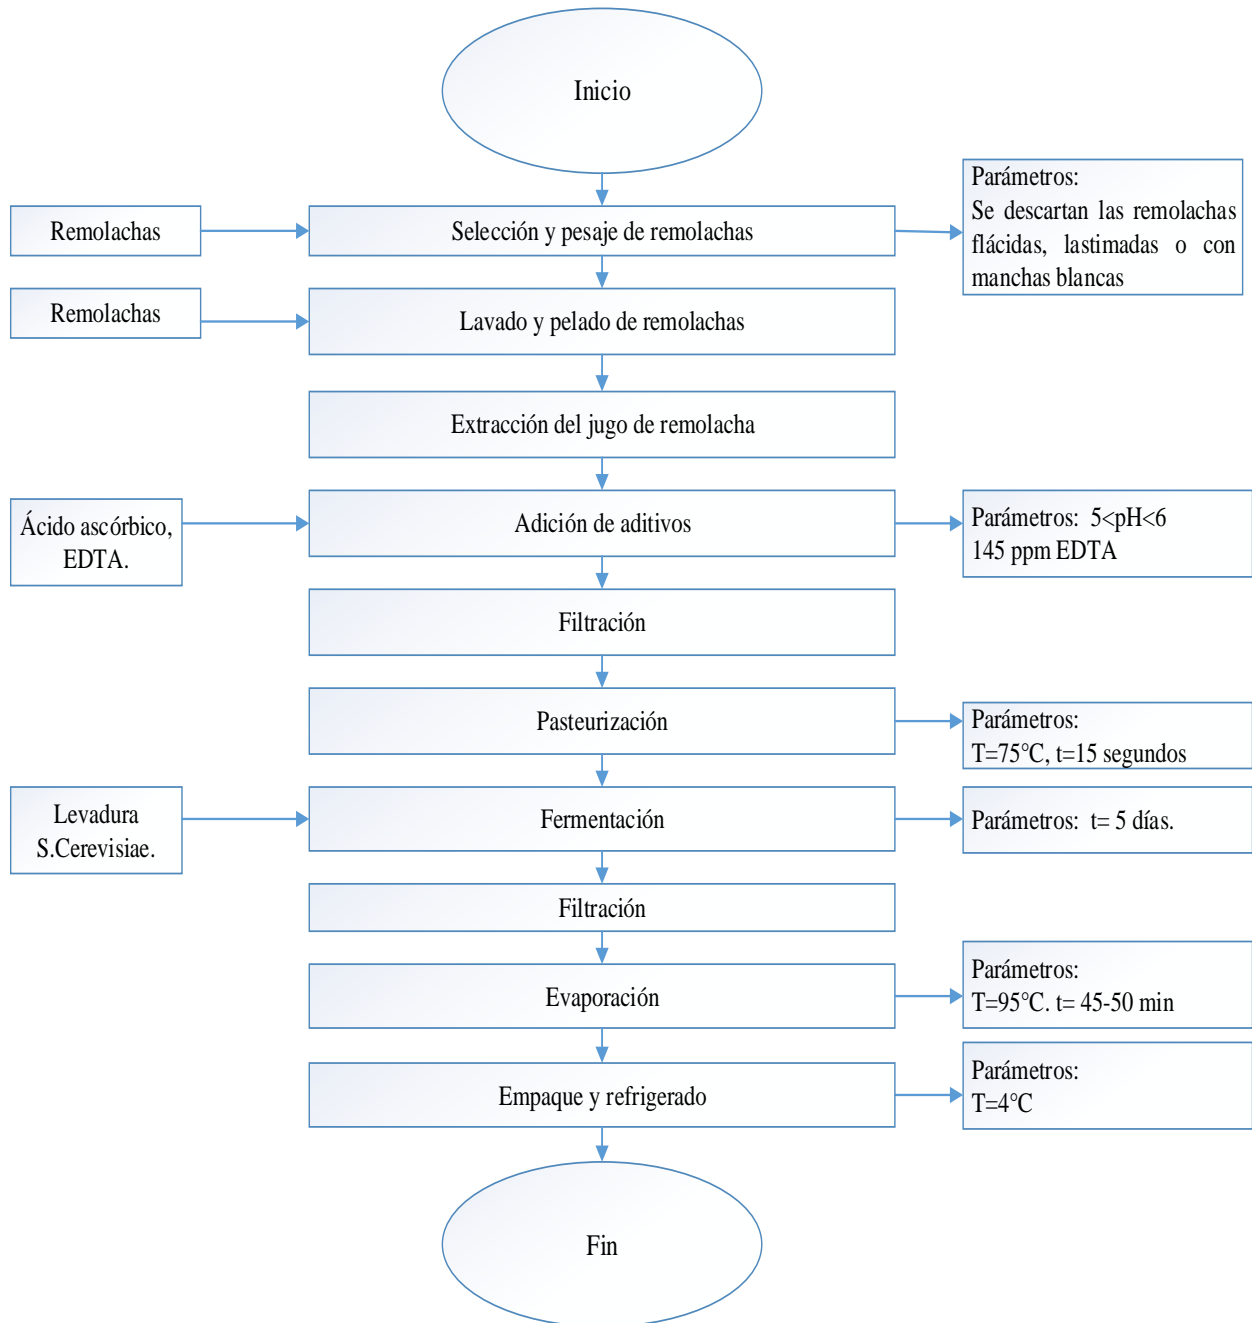 Inicio
Remolachas
Selección y pesaje de remolachas
Parámetros:
Se descartan las remolachas
flácidas, lastimadas o con
manchas blancas
Remolachas
Lavado y pelado de remolachas
Extracción del jugo de remolacha
Ácido ascórbico,
EDTA.
Adición de aditivos
Parámetros: 5<pH<6
145 ppm EDTA
Filtración
Pasteurización
Parámetros:
T=75°C, t=15 segundos
Levadura
S.Cerevisiae.
Fermentación
Parámetros: t= 5 días.
Filtración
Evaporación
Parámetros:
T=95°C. t= 45-50 min
Empaque y refrigerado
Parámetros:
T=4°C
Fin